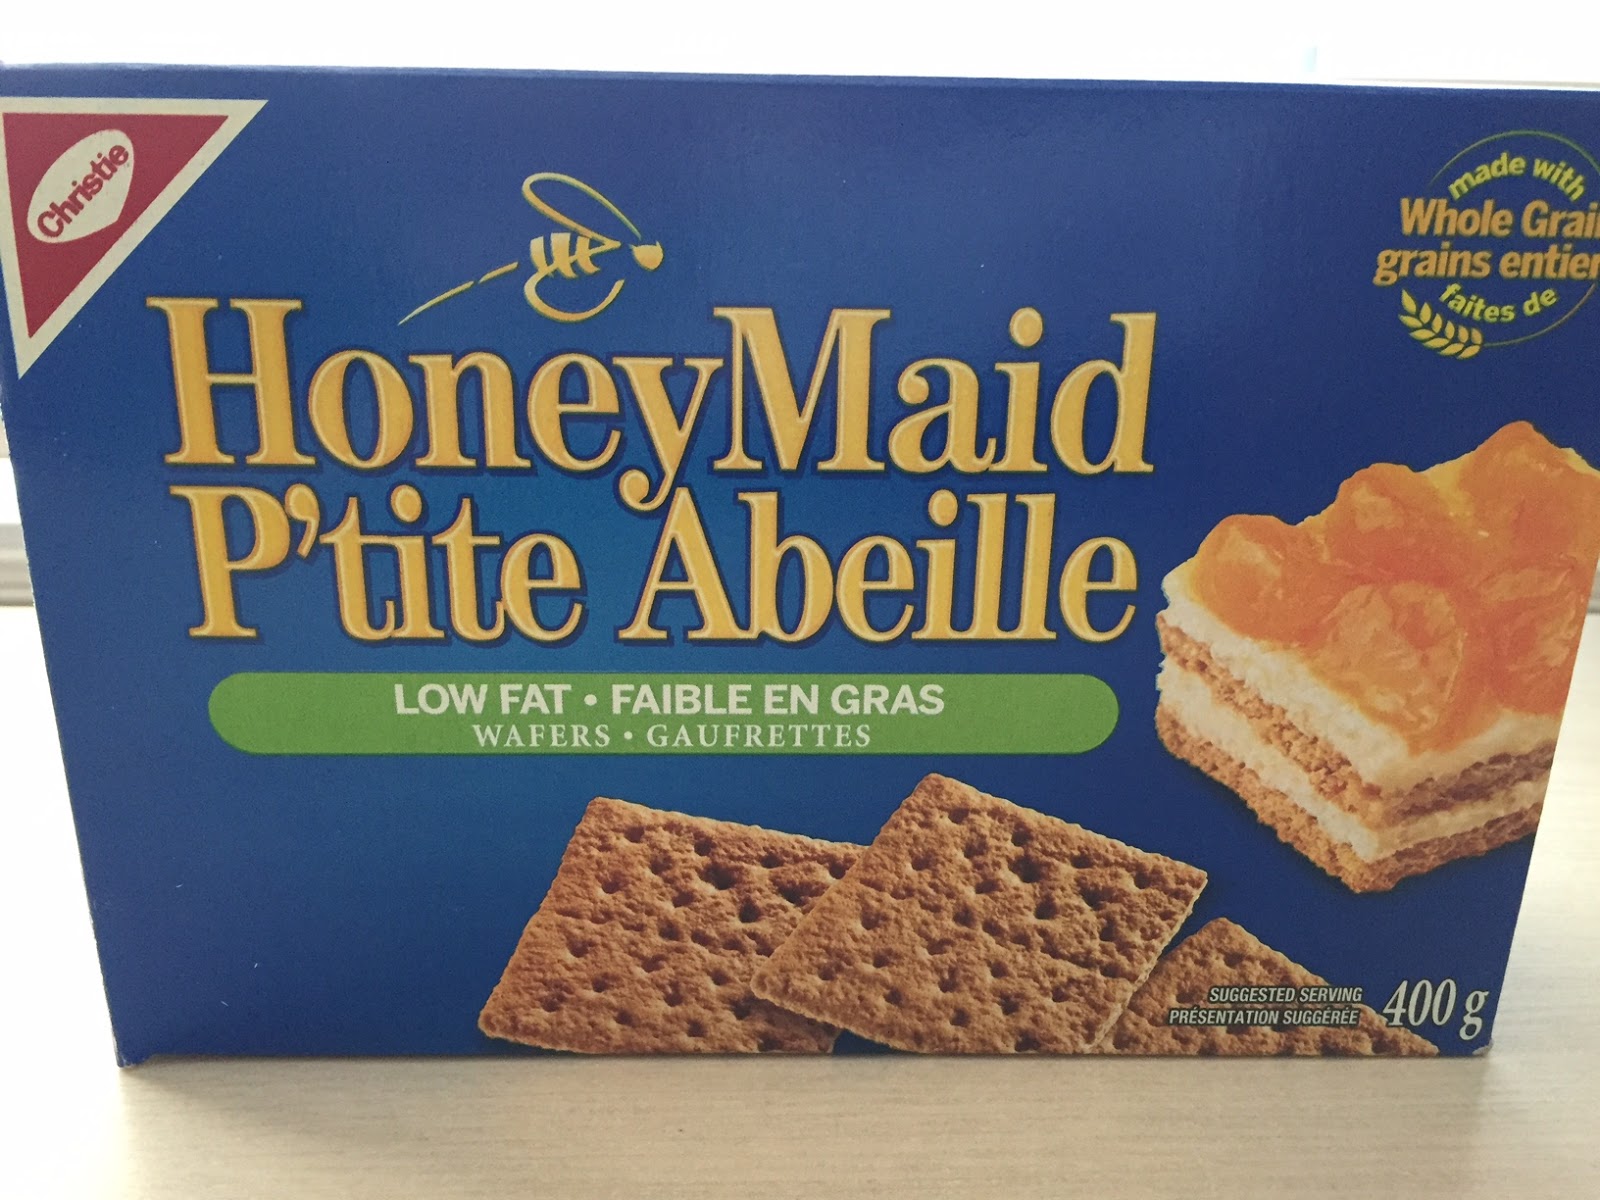 Christie
made with
Whole Grai
grains entier
faites de
HoneyMaid
P'tite Abeille
LOW FAT • FAIBLE EN GRAS
WAFERS • GAUFRETTES
SUGGESTED SERVING
PRÉSENTATION SUGGÉRÉE
400 g